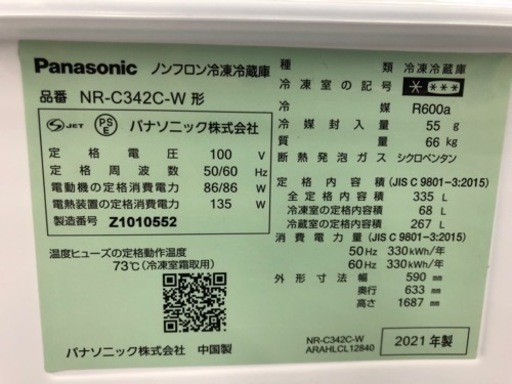 Panasonic ノンフロン冷凍冷蔵庫
品番 NR-C342C-W 形
S JET PS E パナソニック株式会社
定格電圧 100 V
定格周波数 50/60 Hz
電動機の定格消費電力 86/86 W
電熱装置の定格消費電力 135 W
製造番号 Z1010552
温度ヒューズの定格動作温度
73℃(冷凍室霜取用)
パナソニック株式会社 中国製
種類 冷凍冷蔵庫
冷凍室の記号 * ***
冷媒 R600a
冷媒封入量 55 g
質量 66 kg
断熱発泡ガス シクロペンタン
定格内容積 (JIS C 9801-3:2015)
全定格内容積 335 L
冷凍室の定格内容積 68 L
冷蔵室の定格内容積 267 L
消費電力量 (JIS C 9801-3:2015)
50Hz 330kWh/年
60Hz 330kWh/年
外形寸法 幅 590 mm
奥行 633 mm
高さ 1687 mm
NR-C342C-W
ARAHLCL12840
2021年製